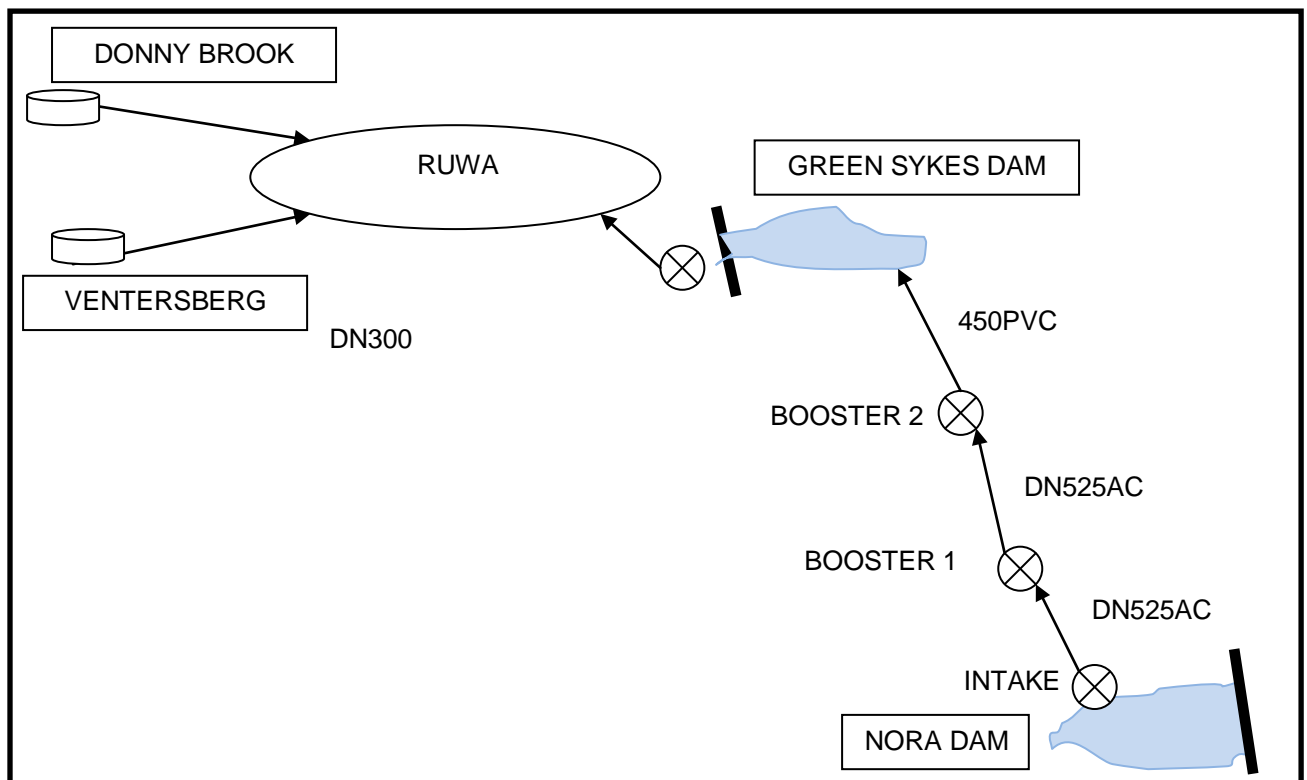 DONNY BROOK
RUWA
GREEN SYKES DAM
VENTERSBERG
DN300
450PVC
BOOSTER 2
DN525AC
BOOSTER 1
DN525AC
INTAKE
NORA DAM